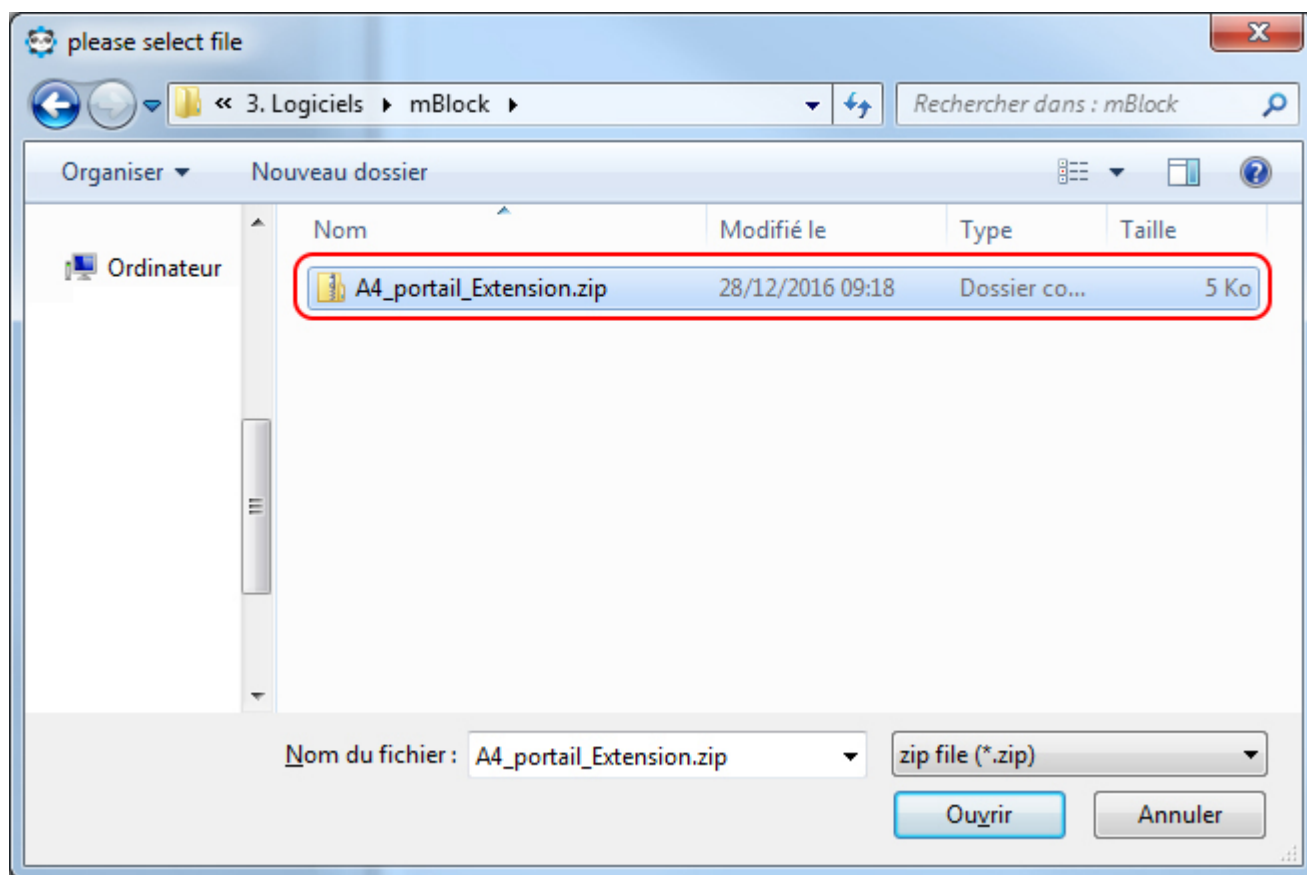 please select file
« 3. Logiciels ▸ mBlock ▸ Rechercher dans : mBlock
Organiser Nouveau dossier
Nom Modifié le Type Taille
Ordinateur
A4_portail_Extension.zip 28/12/2016 09:18 Dossier co... 5 Ko
Nom du fichier : A4_portail_Extension.zip zip file (*.zip)
Ouvrir Annuler